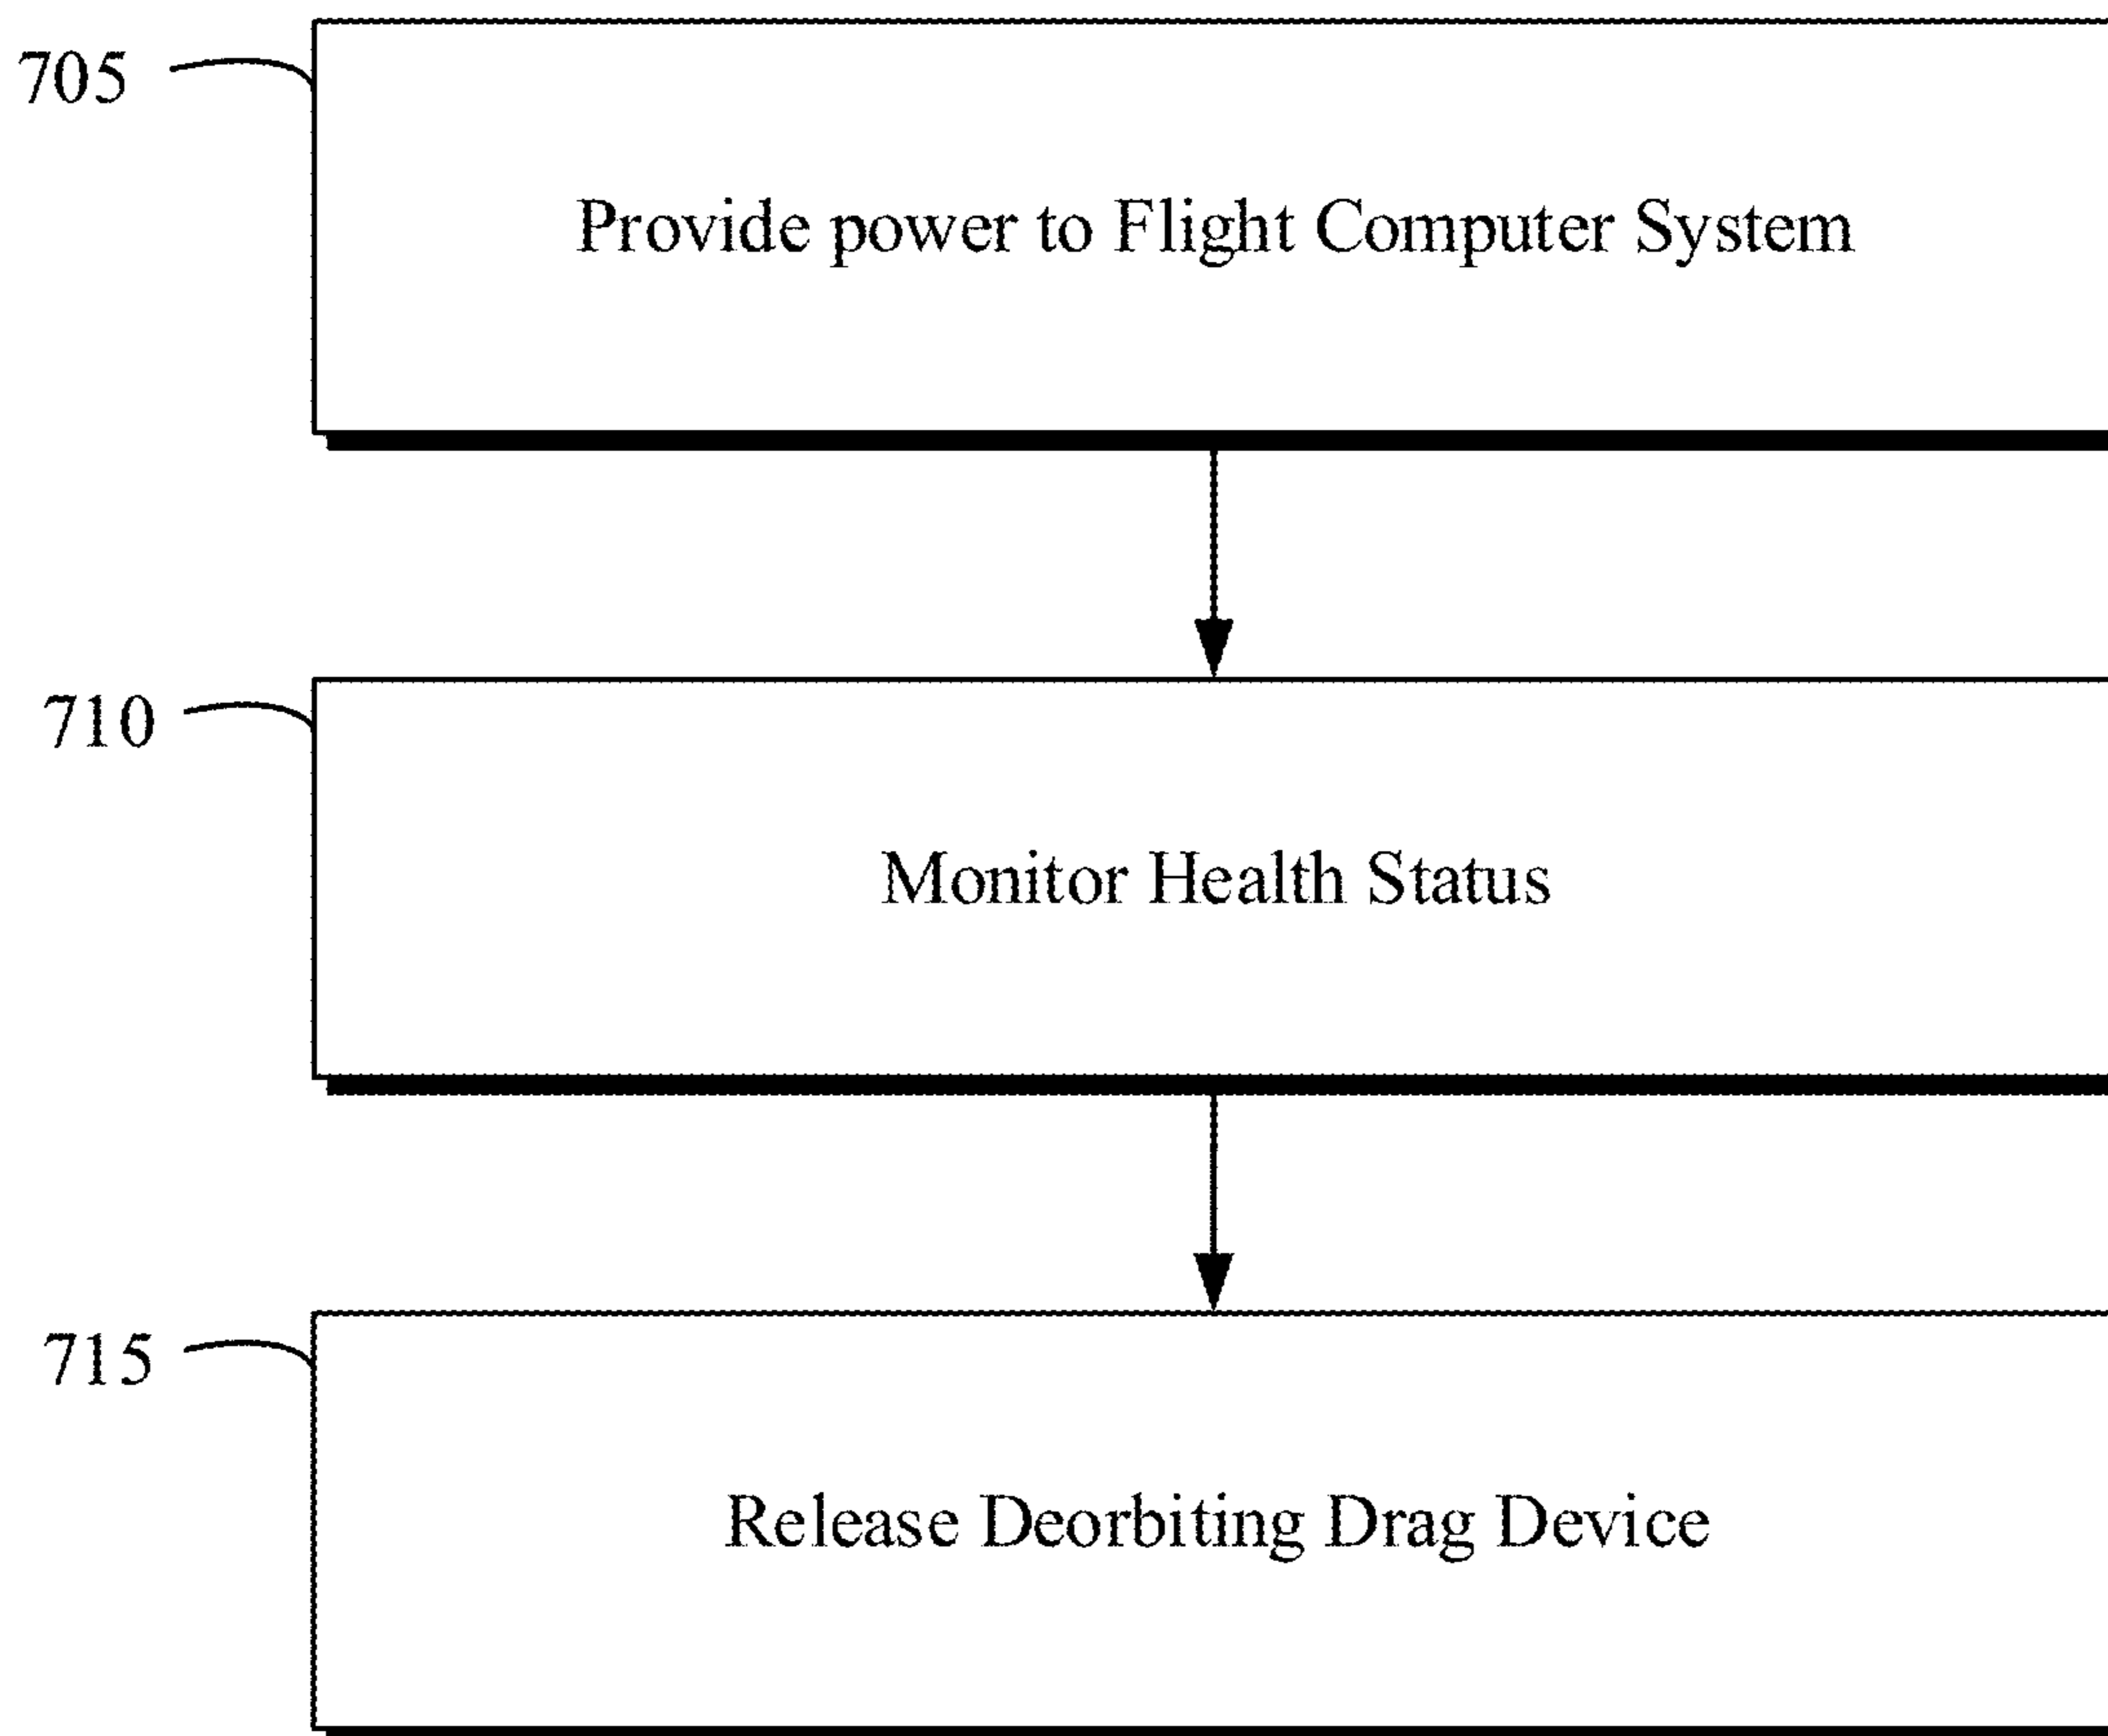 705
Provide power to Flight Computer System
710
Monitor Health Status
715
Release Deorbiting Drag Device